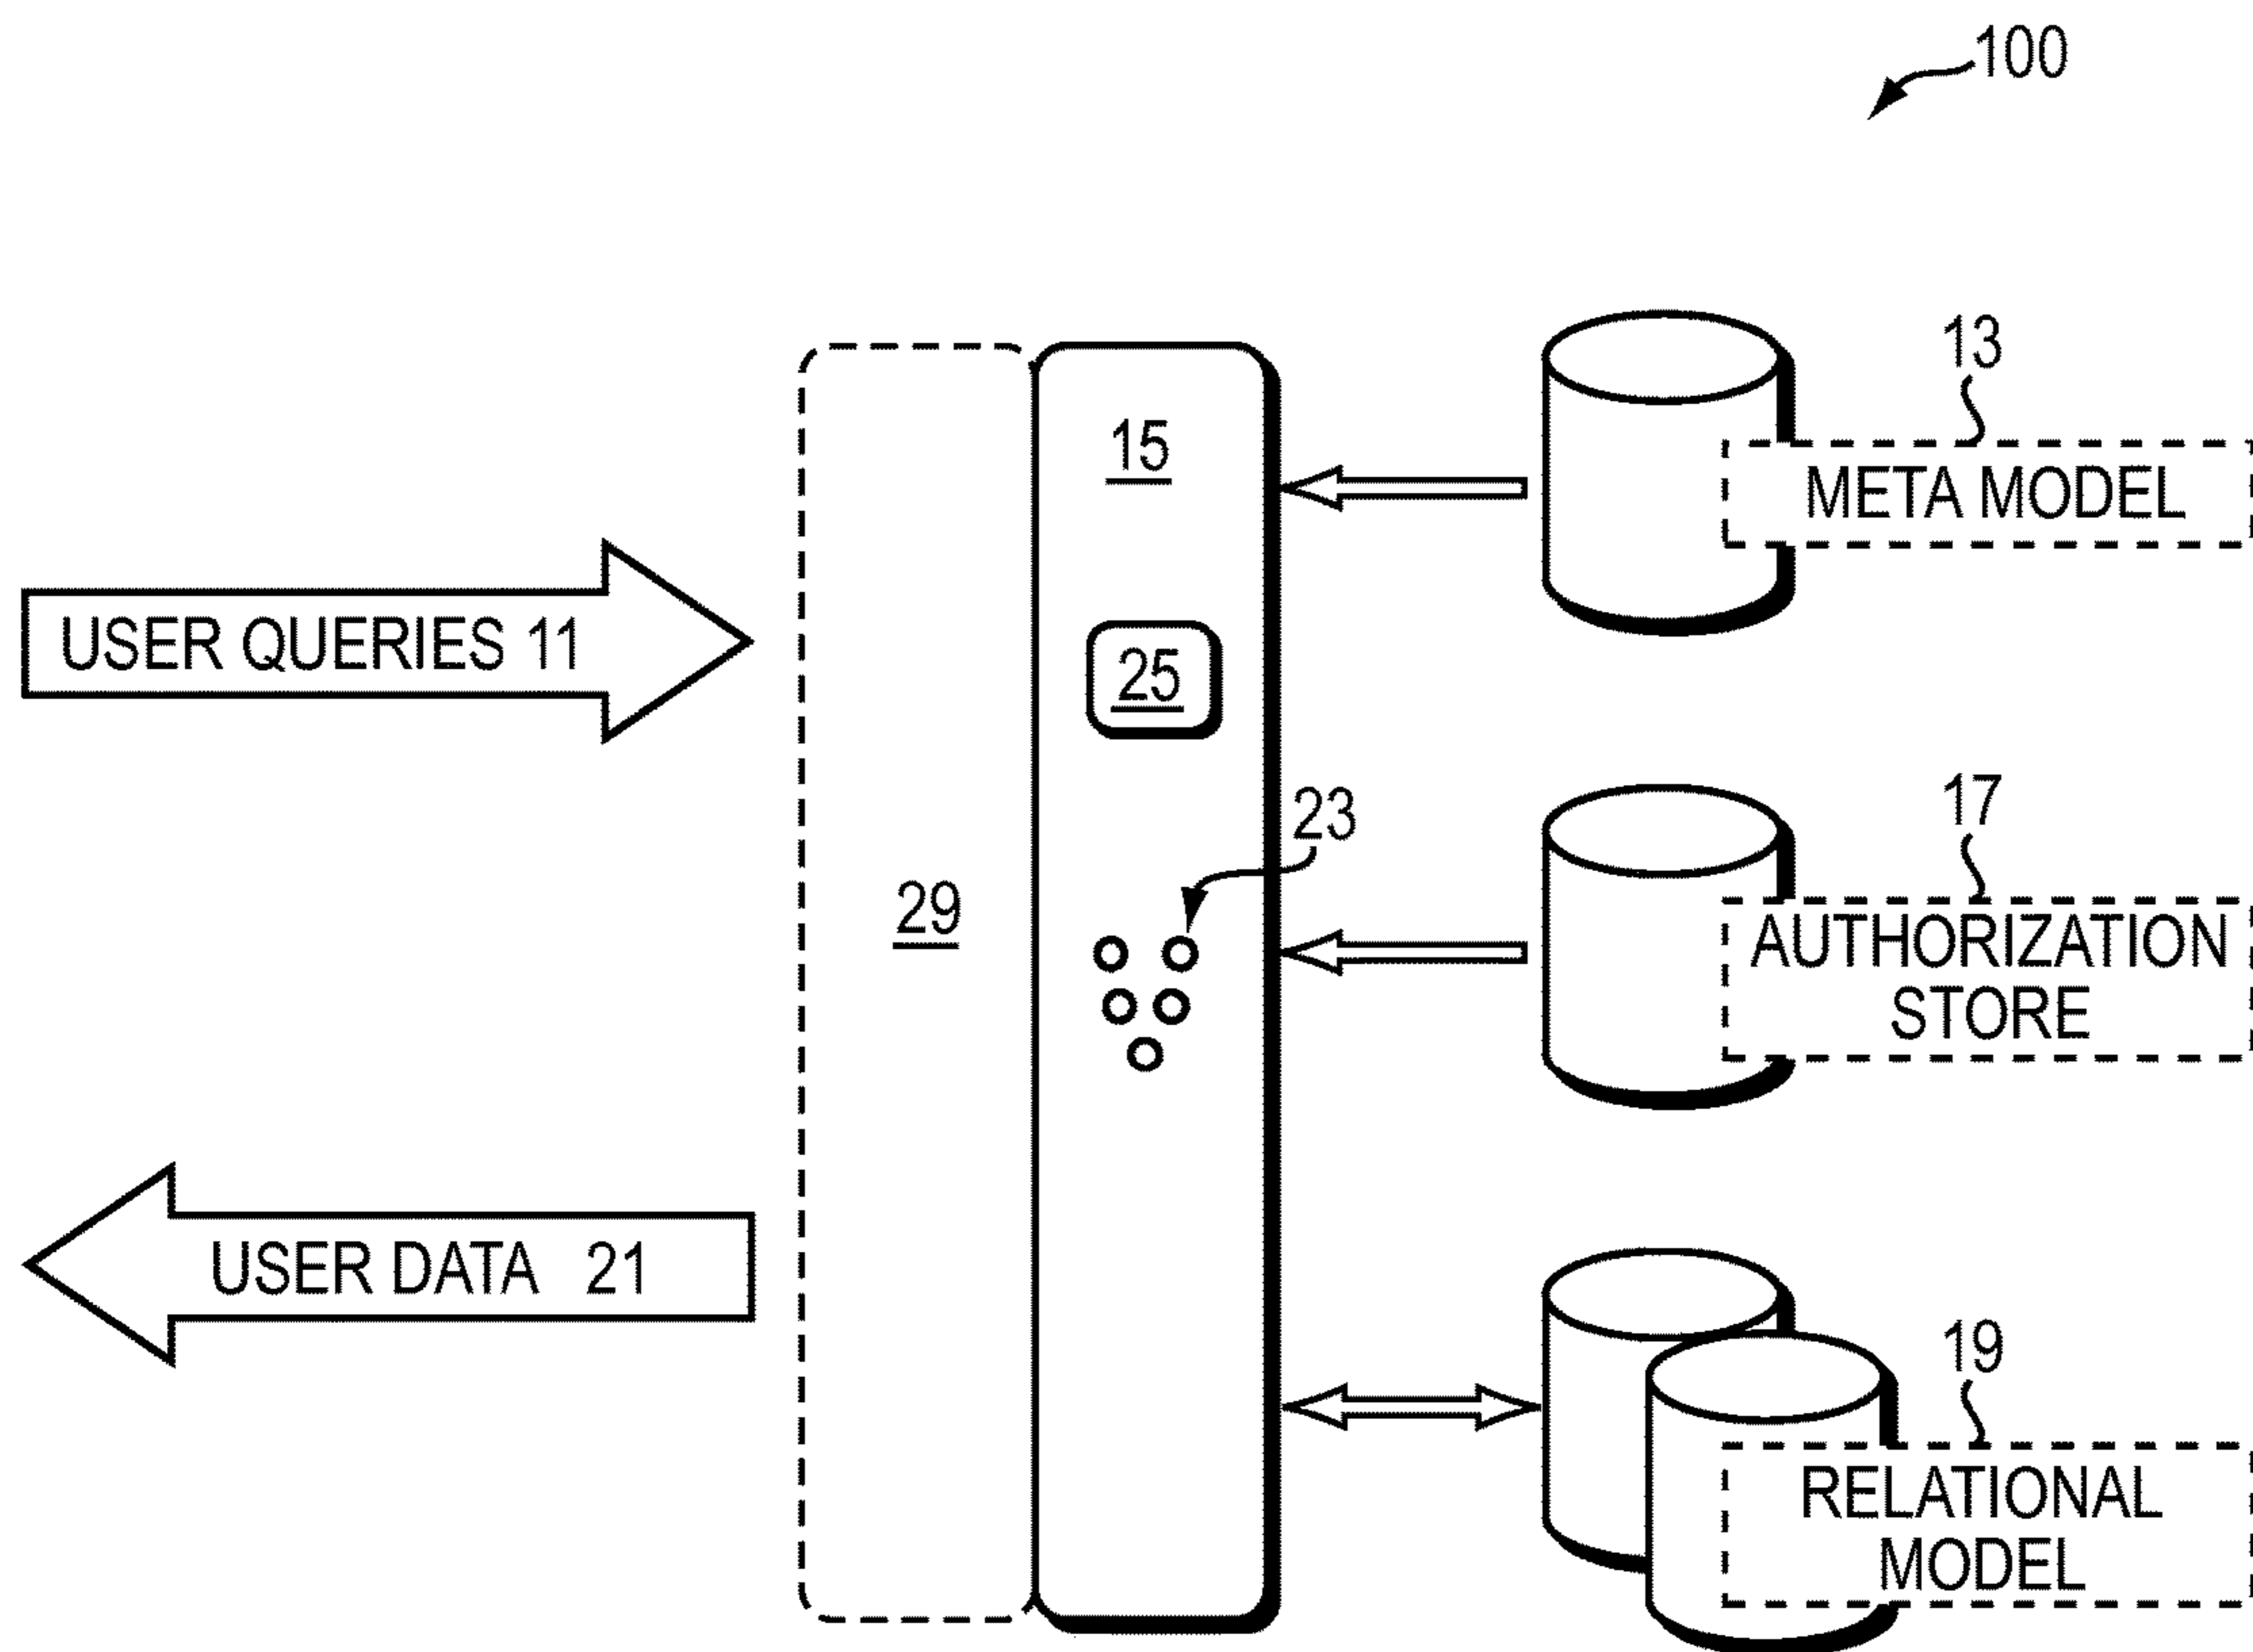 100
13
15
META MODEL
USER QUERIES 11
25
17
23
29
AUTHORIZATION
STORE
USER DATA 21
19
RELATIONAL
MODEL